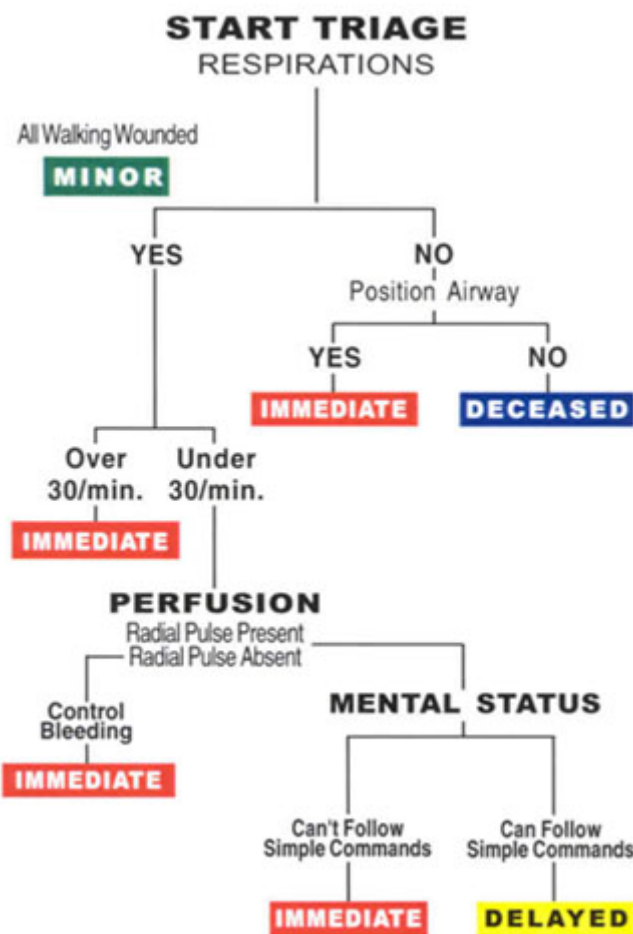 START TRIAGE
RESPIRATIONS
All Walking Wounded
MINOR
YES
NO
Position Airway
YES
NO
IMMEDIATE
DECEASED
Over
30/min.
Under
30/min.
IMMEDIATE
PERFUSION
Radial Pulse Present
Radial Pulse Absent
Control
Bleeding
IMMEDIATE
MENTAL STATUS
Can't Follow
Simple Commands
Can Follow
Simple Commands
IMMEDIATE
DELAYED